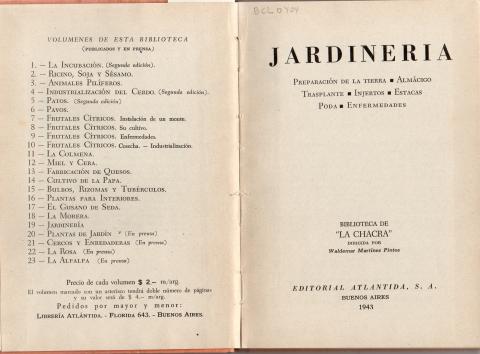 VOLUMENES DE ESTA BIBLIOTECA
(PUBLICADOS Y EN PRENSA)
1. — La Incubación. (Segunda edición).
2. — Ricino, Soja y Sésamo.
3. — Animales Pilíferos.
4 — Industrialización del Cerdo. (Segunda edición).
5 — Patos. (Segunda edición)
6 — Pavos.
7 — Frutales Cítricos. Instalación de un monte.
8 — Frutales Cítricos. Su cultivo.
9 — Frutales Cítricos. Enfermedades.
10 — Frutales Cítricos. Cosecha. — Industrialización.
11 — La Colmena.
12 — Miel y Cera.
13 — Fabricación de Quesos.
14 — Cultivo de la Papa.
15 — Bulbos, Rizomas y Tubérculos.
16 — Plantas para Interiores.
17 — El Gusano de Seda.
18 — La Morera.
19 — Jardinería
20 — Plantas de Jardín * (En prensa)
21 — Cercos y Enredaderas (En prensa)
22 — La Rosa (En prensa)
23 — La Alfalfa (En prensa)
Precio de cada volumen $ 2.– m/arg.
El volumen marcado con un asterisco tendrá doble número de páginas
y su valor será de $ 4.– m/arg.
Pedidos por mayor y menor:
LIBRERÍA ATLÁNTIDA. - FLORIDA 643. - BUENOS AIRES.
BCL0404
JARDINERIA
Preparación de la tierra ■ Almácigo
Trasplante ■ Injertos ■ Estacas
Poda ■ Enfermedades
BIBLIOTECA DE
"LA CHACRA"
DIRIGIDA POR
Waldemar Martínez Pintos
EDITORIAL ATLANTIDA, S. A.
BUENOS AIRES
1943